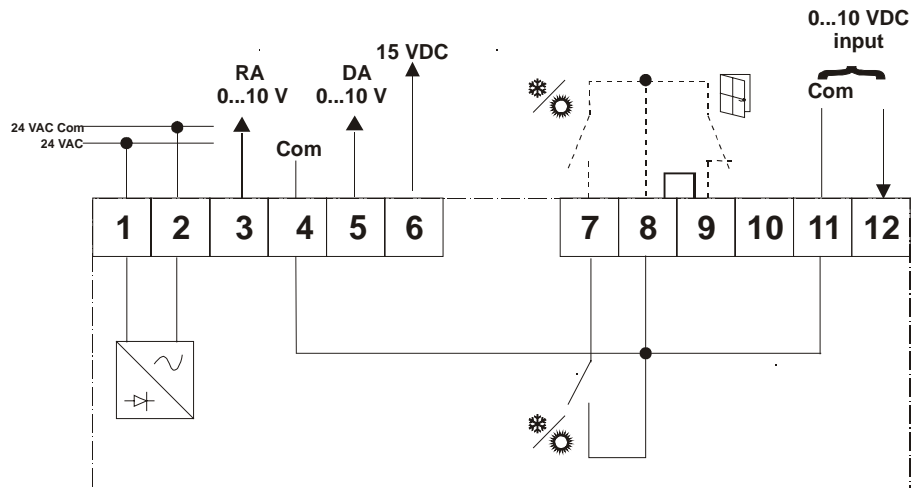 0...10 VDC
input
Com
15 VDC
RA
0...10 V
DA
0...10 V
24 VAC Com
24 VAC
Com
1 2 3 4 5 6 7 8 9 10 11 12